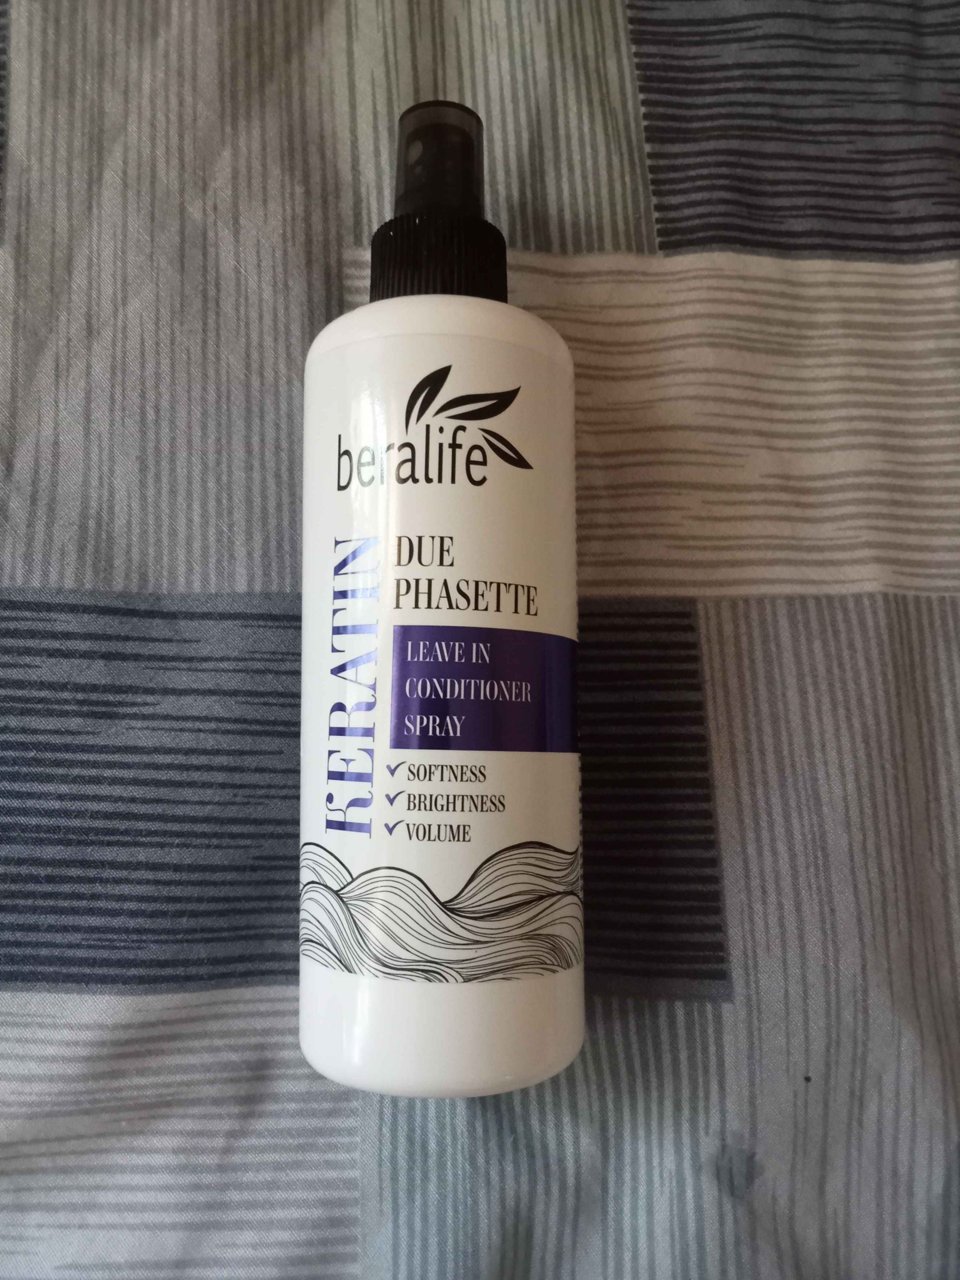 beralife
KERATIN
DUE
PHASETTE
LEAVE IN
CONDITIONER
SPRAY
SOFTNESS
BRIGHTNESS
VOLUME